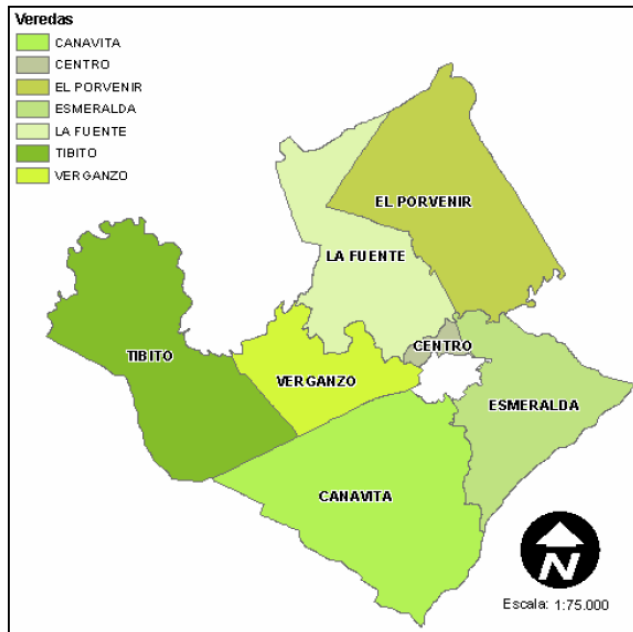 Veredas
CANAVITA
CENTRO
EL PORVENIR
ESMERALDA
LA FUENTE
TIBITO
VERGANZO
EL PORVENIR
LA FUENTE
CENTRO
TIBITO
VERGANZO
ESMERALDA
CANAVITA
N
Escala: 1:75.000